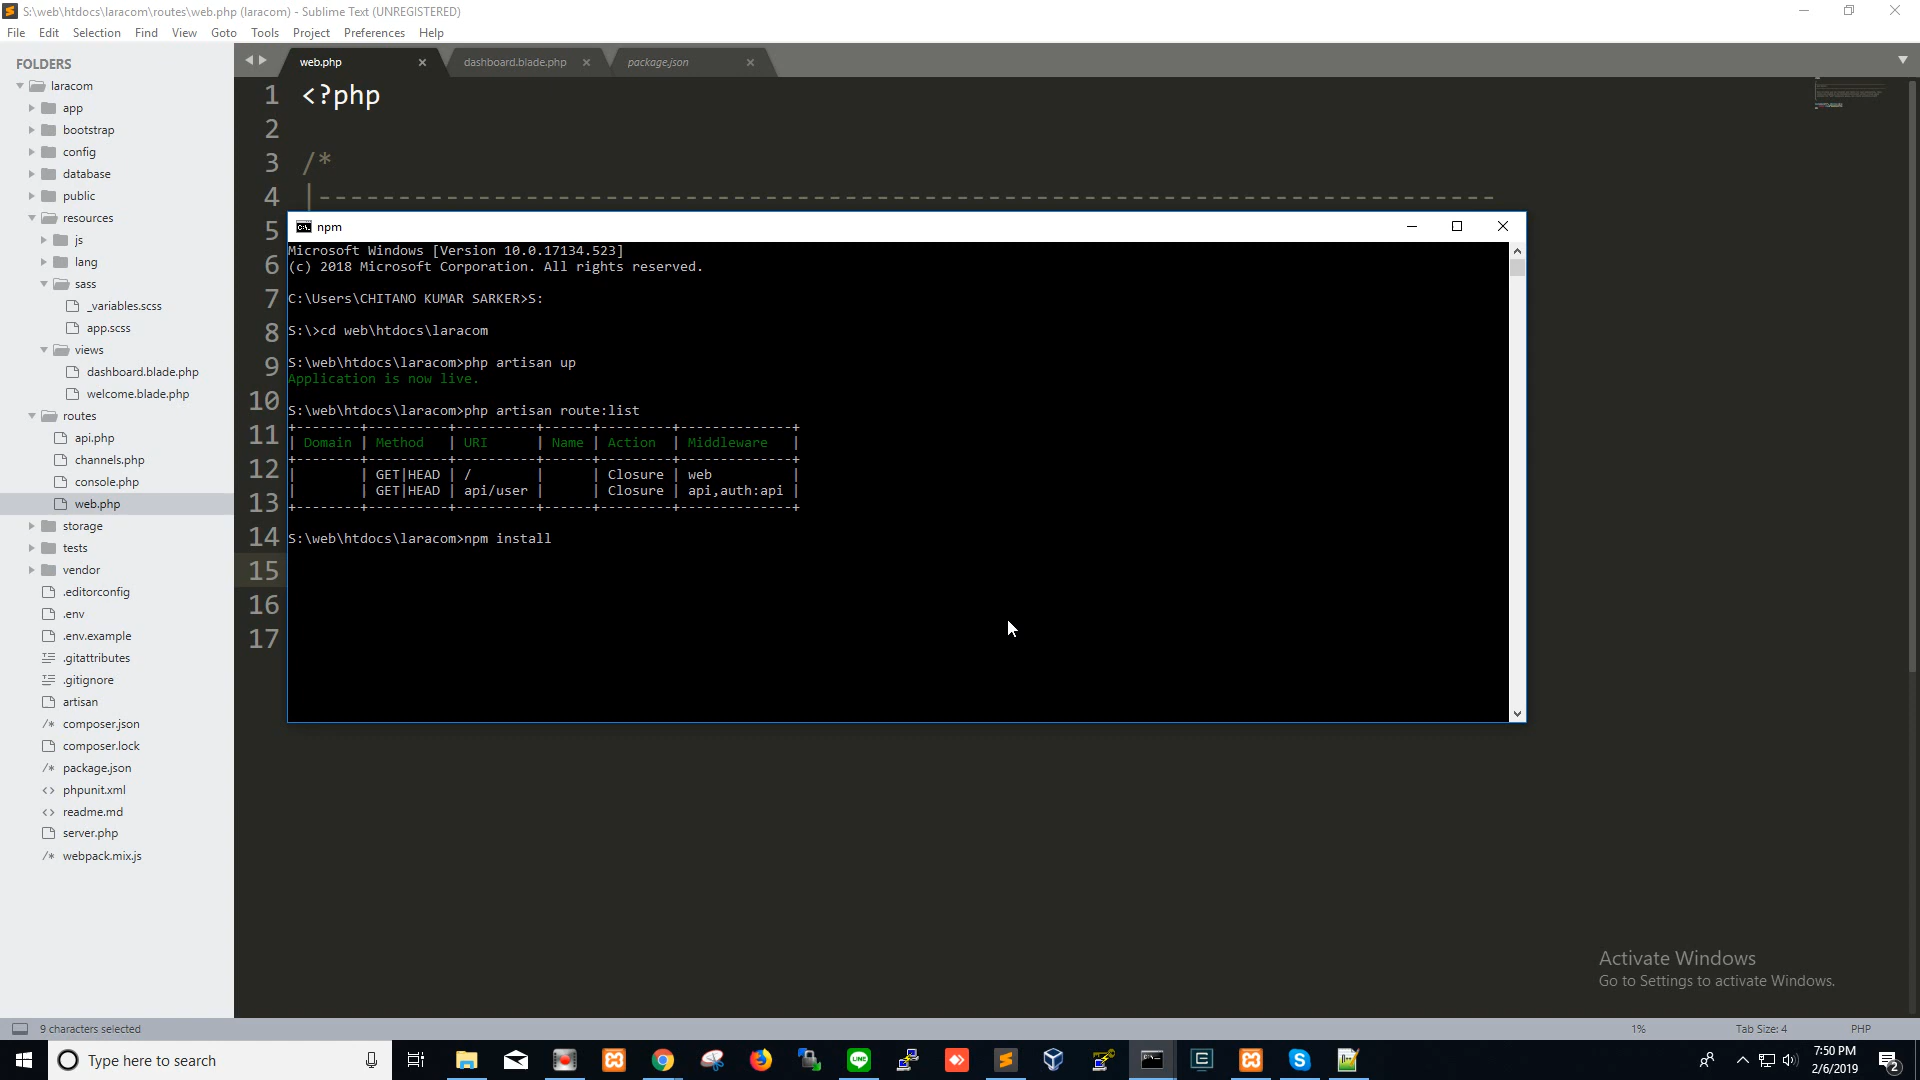 S:\web\htdocs\laracom\routes\web.php (laracom) - Sublime Text (UNREGISTERED)
File Edit Selection Find View Goto Tools Project Preferences Help
FOLDERS
laracom
app
bootstrap
config
database
public
resources
js
lang
sass
_variables.scss
app.scss
views
dashboard.blade.php
welcome.blade.php
routes
api.php
channels.php
console.php
web.php
storage
tests
vendor
.editorconfig
.env
.env.example
.gitattributes
.gitignore
artisan
composer.json
composer.lock
package.json
phpunit.xml
readme.md
server.php
webpack.mix.js
web.php dashboard.blade.php package.json
1 <?php
2
3 /*
4 |--------------------------------------------------------------------------
5
6
7
8
9
10
11
12
13
14
15
16
17
npm
Microsoft Windows [Version 10.0.17134.523]
(c) 2018 Microsoft Corporation. All rights reserved.
C:\Users\CHITANO KUMAR SARKER>S:
S:\>cd web\htdocs\laracom
S:\web\htdocs\laracom>php artisan up
Application is now live.
S:\web\htdocs\laracom>php artisan route:list
+--------+----------+----------+------+---------+--------------+
| Domain | Method   | URI      | Name | Action  | Middleware   |
+--------+----------+----------+------+---------+--------------+
|        | GET|HEAD | /        |      | Closure | web          |
|        | GET|HEAD | api/user |      | Closure | api,auth:api |
+--------+----------+----------+------+---------+--------------+
S:\web\htdocs\laracom>npm install
Activate Windows
Go to Settings to activate Windows.
9 characters selected 1% Tab Size: 4 PHP
Type here to search
7:50 PM
2/6/2019
2